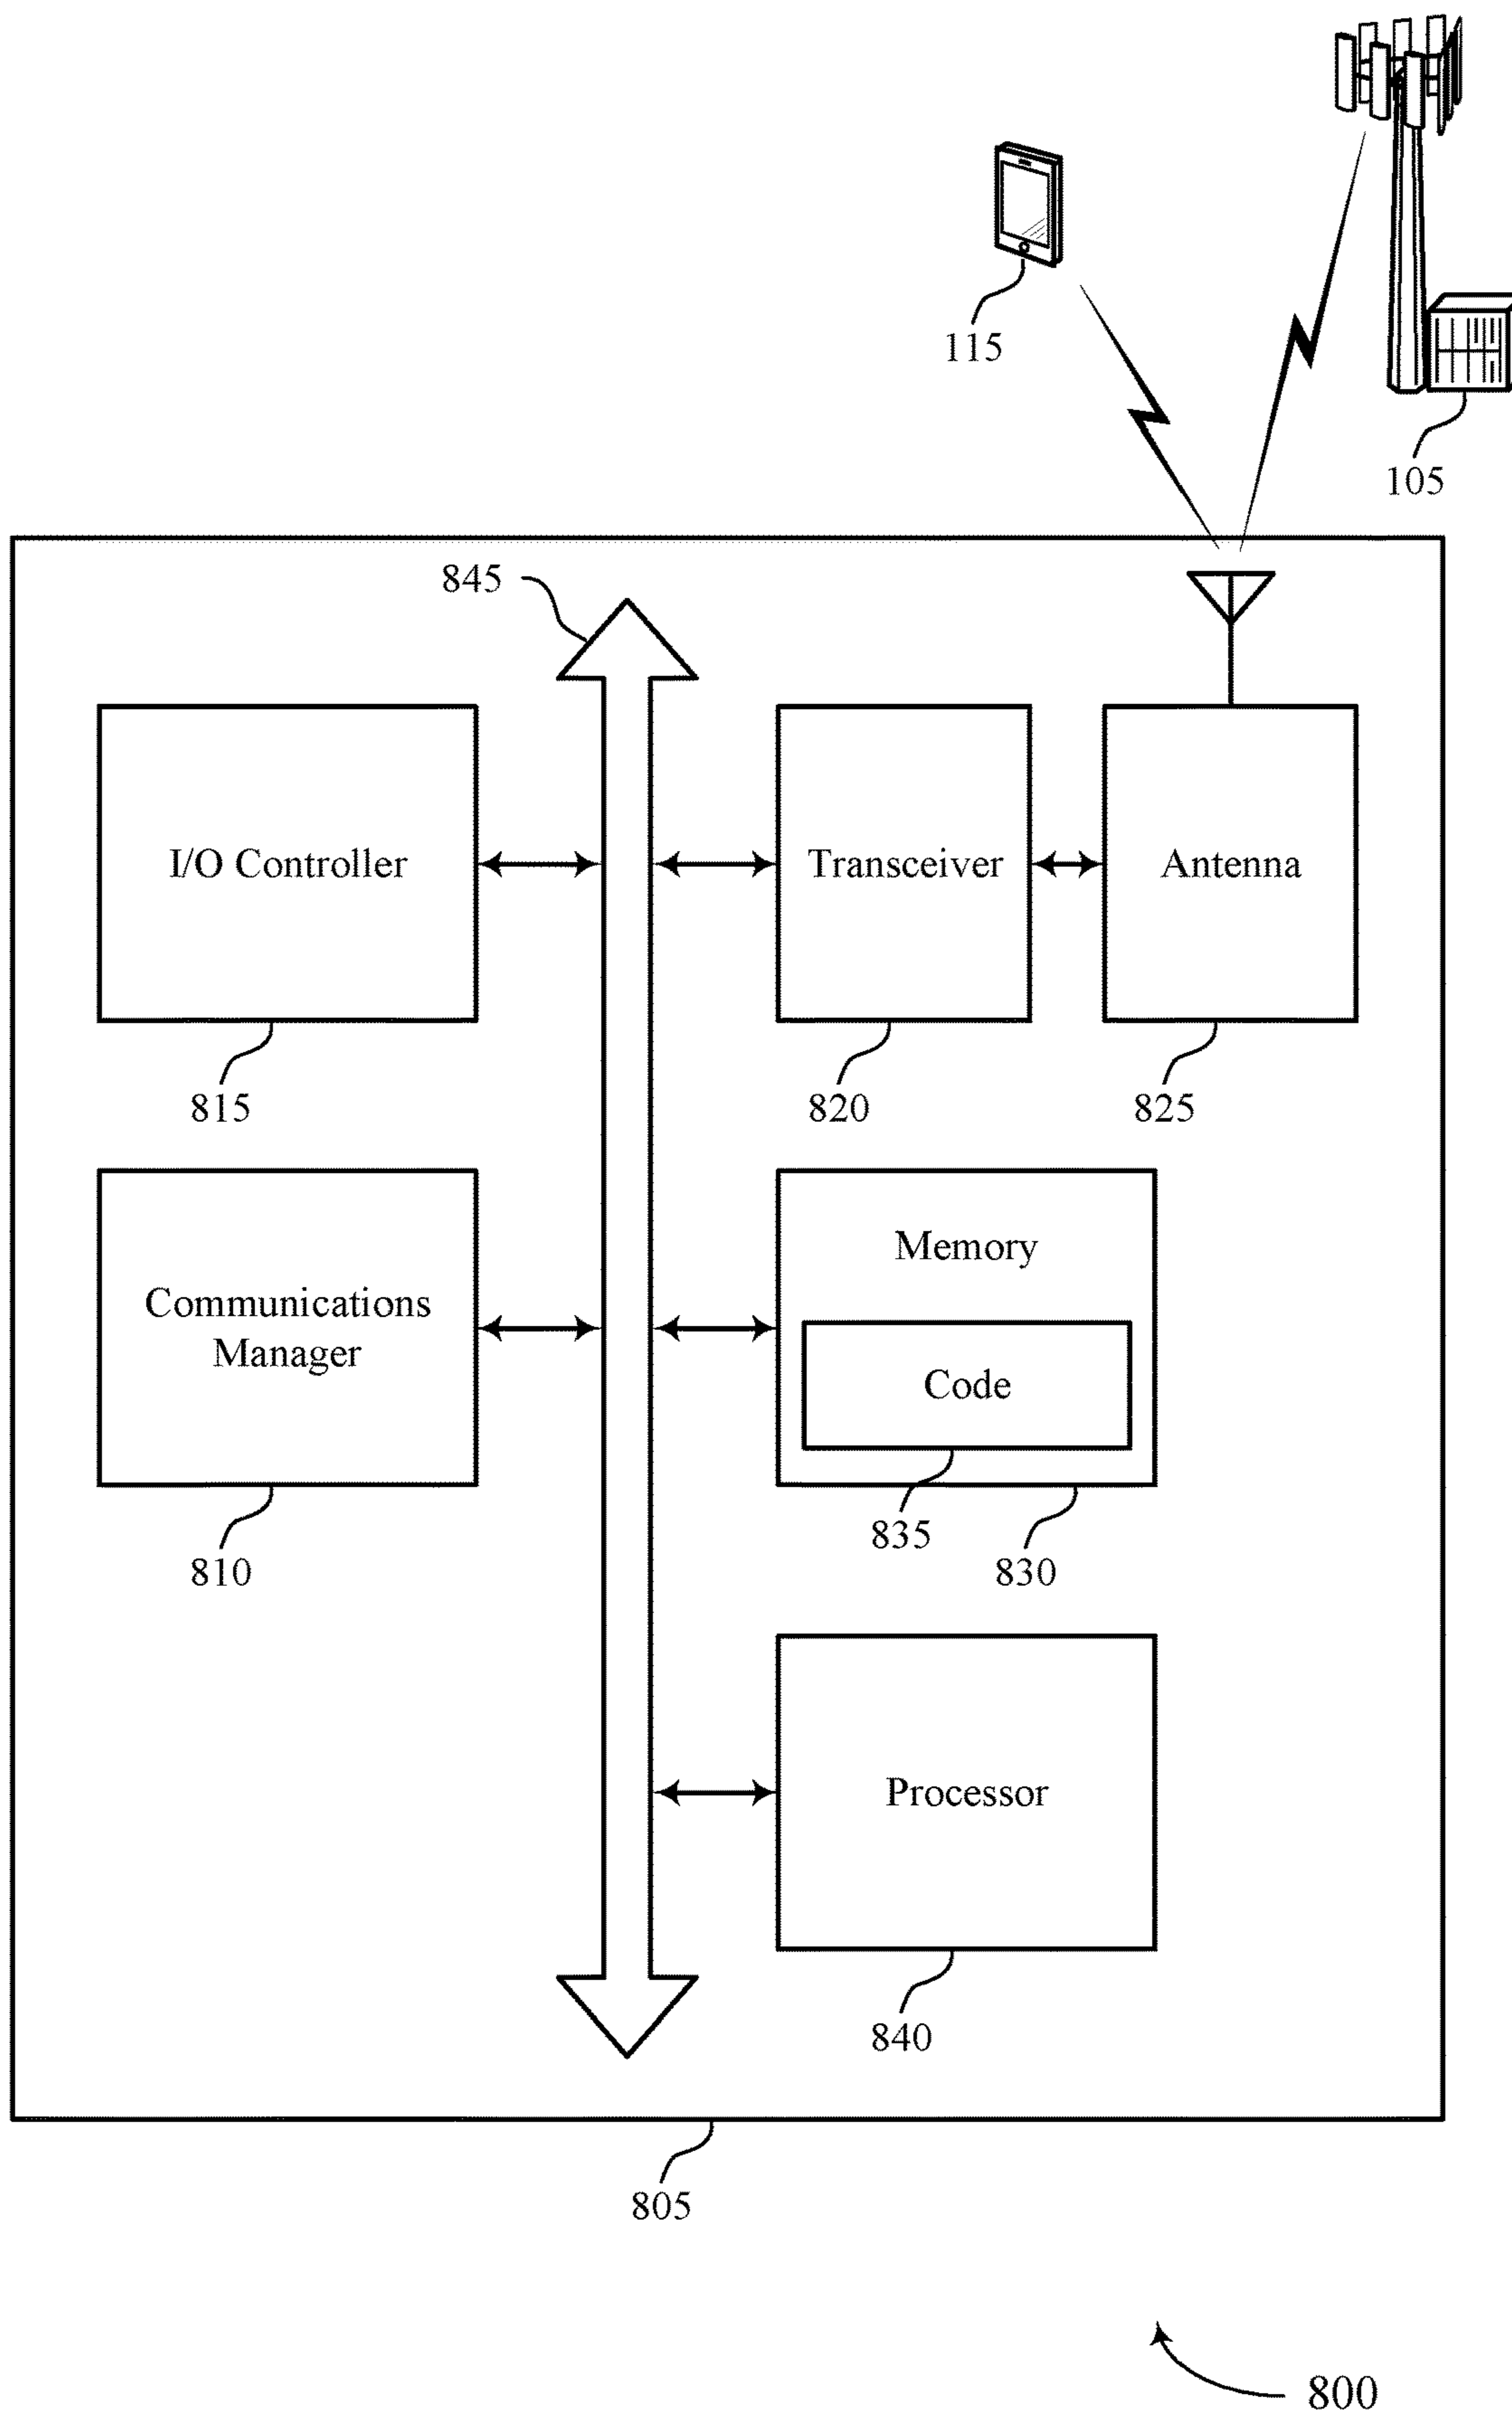 115
105
845
I/O Controller
Transceiver
Antenna
815
820
825
Communications
Manager
Memory
Code
810
835
830
Processor
840
805
800